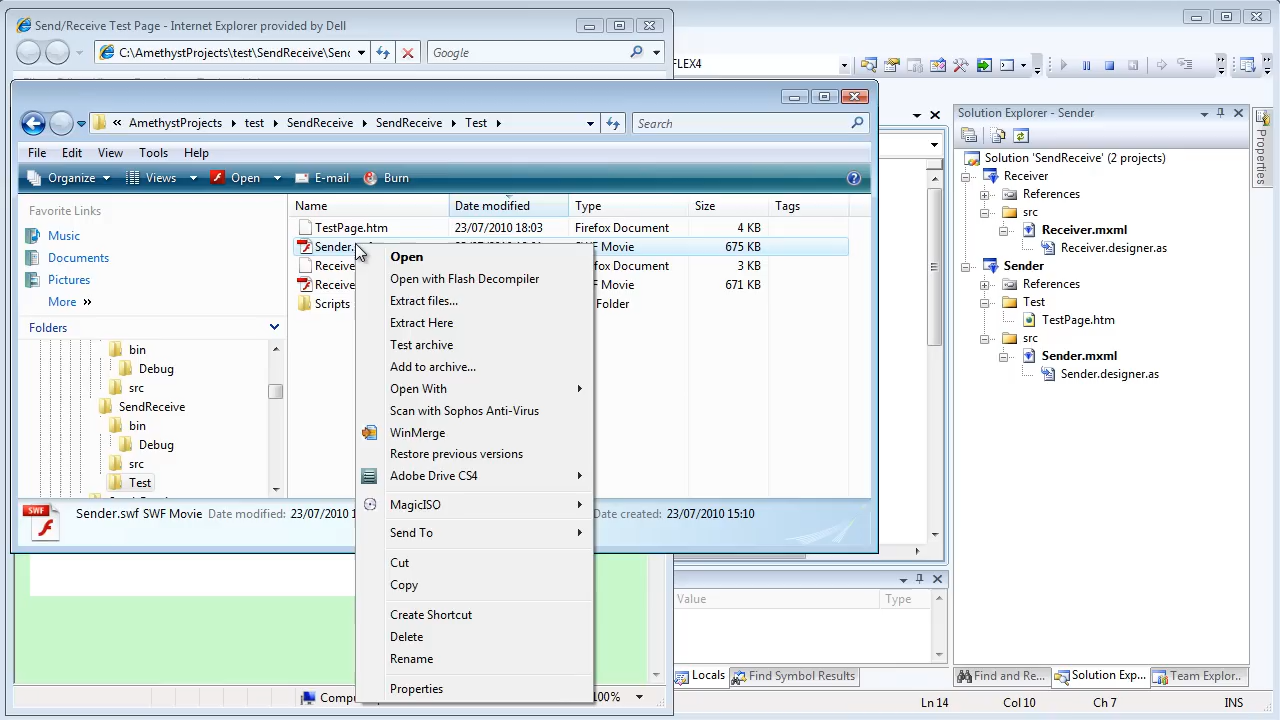 Send/Receive Test Page - Internet Explorer provided by Dell
C:\AmethystProjects\test\SendReceive\Senc
Google
FLEX4
AmethystProjects test SendReceive SendReceive Test
Search
File Edit View Tools Help
Organize Views Open E-mail Burn
Favorite Links
Music
Documents
Pictures
More
Folders
bin
Debug
src
SendReceive
bin
Debug
src
Test
Name Date modified Type Size Tags
TestPage.htm 23/07/2010 18:03 Firefox Document 4 KB
Sender. Movie 675 KB
Receive fox Document 3 KB
Receive F Movie 671 KB
Scripts Folder
Open
Open with Flash Decompiler
Extract files...
Extract Here
Test archive
Add to archive...
Open With
Scan with Sophos Anti-Virus
WinMerge
Restore previous versions
Adobe Drive CS4
MagicISO
Send To
Cut
Copy
Create Shortcut
Delete
Rename
Properties
SWF
Sender.swf SWF Movie Date modified: 23/07/2010 1
Date created: 23/07/2010 15:10
Solution Explorer - Sender
Properties
Solution 'SendReceive' (2 projects)
Receiver
References
src
Receiver.mxml
Receiver.designer.as
Sender
References
Test
TestPage.htm
src
Sender.mxml
Sender.designer.as
Value Type
Locals Find Symbol Results
Find and Re... Solution Exp... Team Explor...
Comp
100%
Ln 14 Col 10 Ch 7 INS